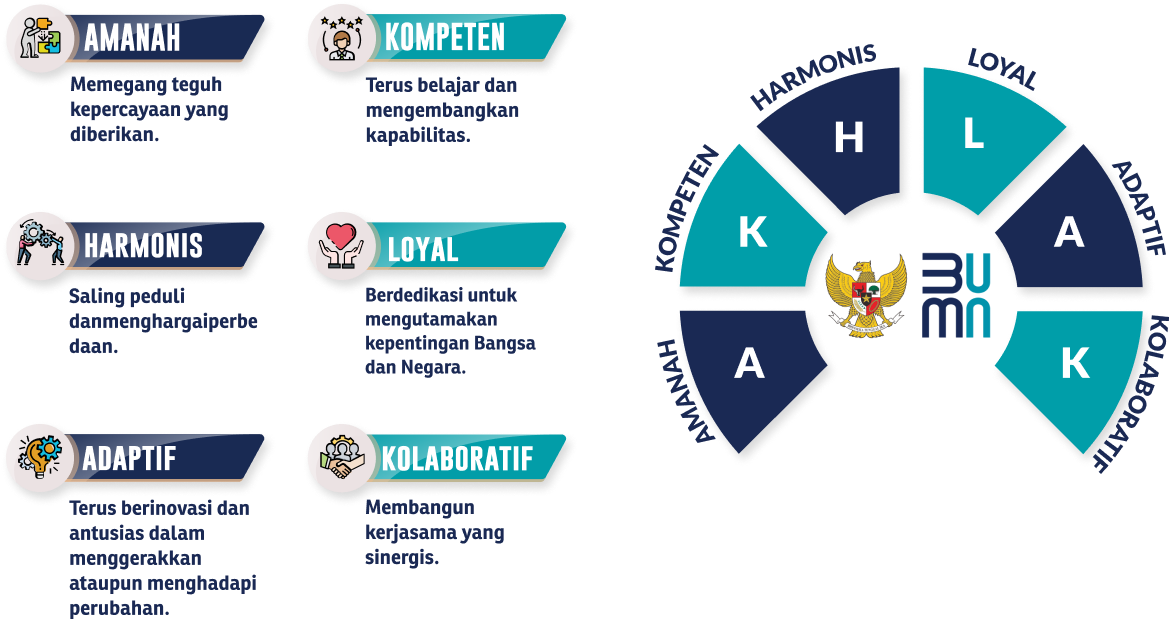 AMANAH
Memegang teguh
kepercayaan yang
diberikan.
KOMPETEN
Terus belajar dan
mengembangkan
kapabilitas.
HARMONIS
Saling peduli
danmenghargaiperbe
daan.
LOYAL
Berdedikasi untuk
mengutamakan
kepentingan Bangsa
dan Negara.
ADAPTIF
Terus berinovasi dan
antusias dalam
menggerakkan
ataupun menghadapi
perubahan.
KOLABORATIF
Membangun
kerjasama yang
sinergis.
AMANAH
A
KOMPETEN
K
HARMONIS
H
LOYAL
L
ADAPTIF
A
KOLABORATIF
K
BUMN